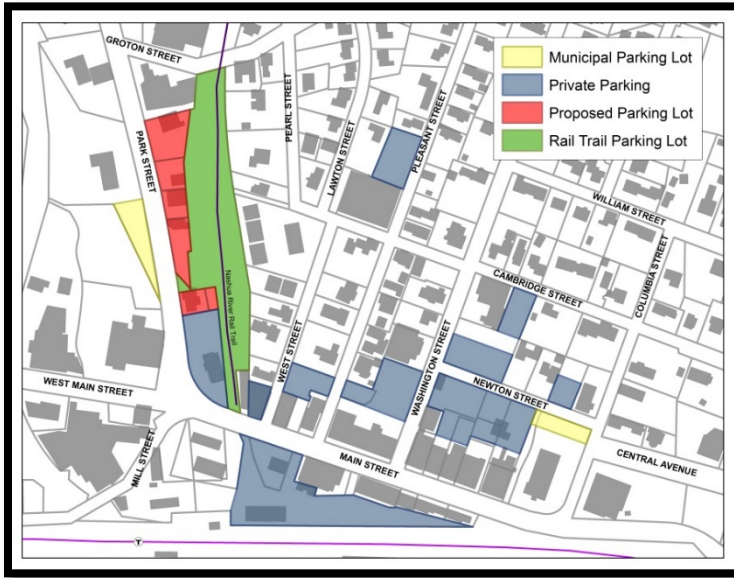 GROTON STREET
PARK STREET
PEARL STREET
LAWTON STREET
PLEASANT STREET
Municipal Parking Lot
Private Parking
Proposed Parking Lot
Rail Trail Parking Lot
WILLIAM STREET
COLUMBIA STREET
CAMBRIDGE STREET
Nashua River Rail Trail
WEST STREET
WASHINGTON STREET
NEWTON STREET
WEST MAIN STREET
MILL STREET
MAIN STREET
CENTRAL AVENUE
T